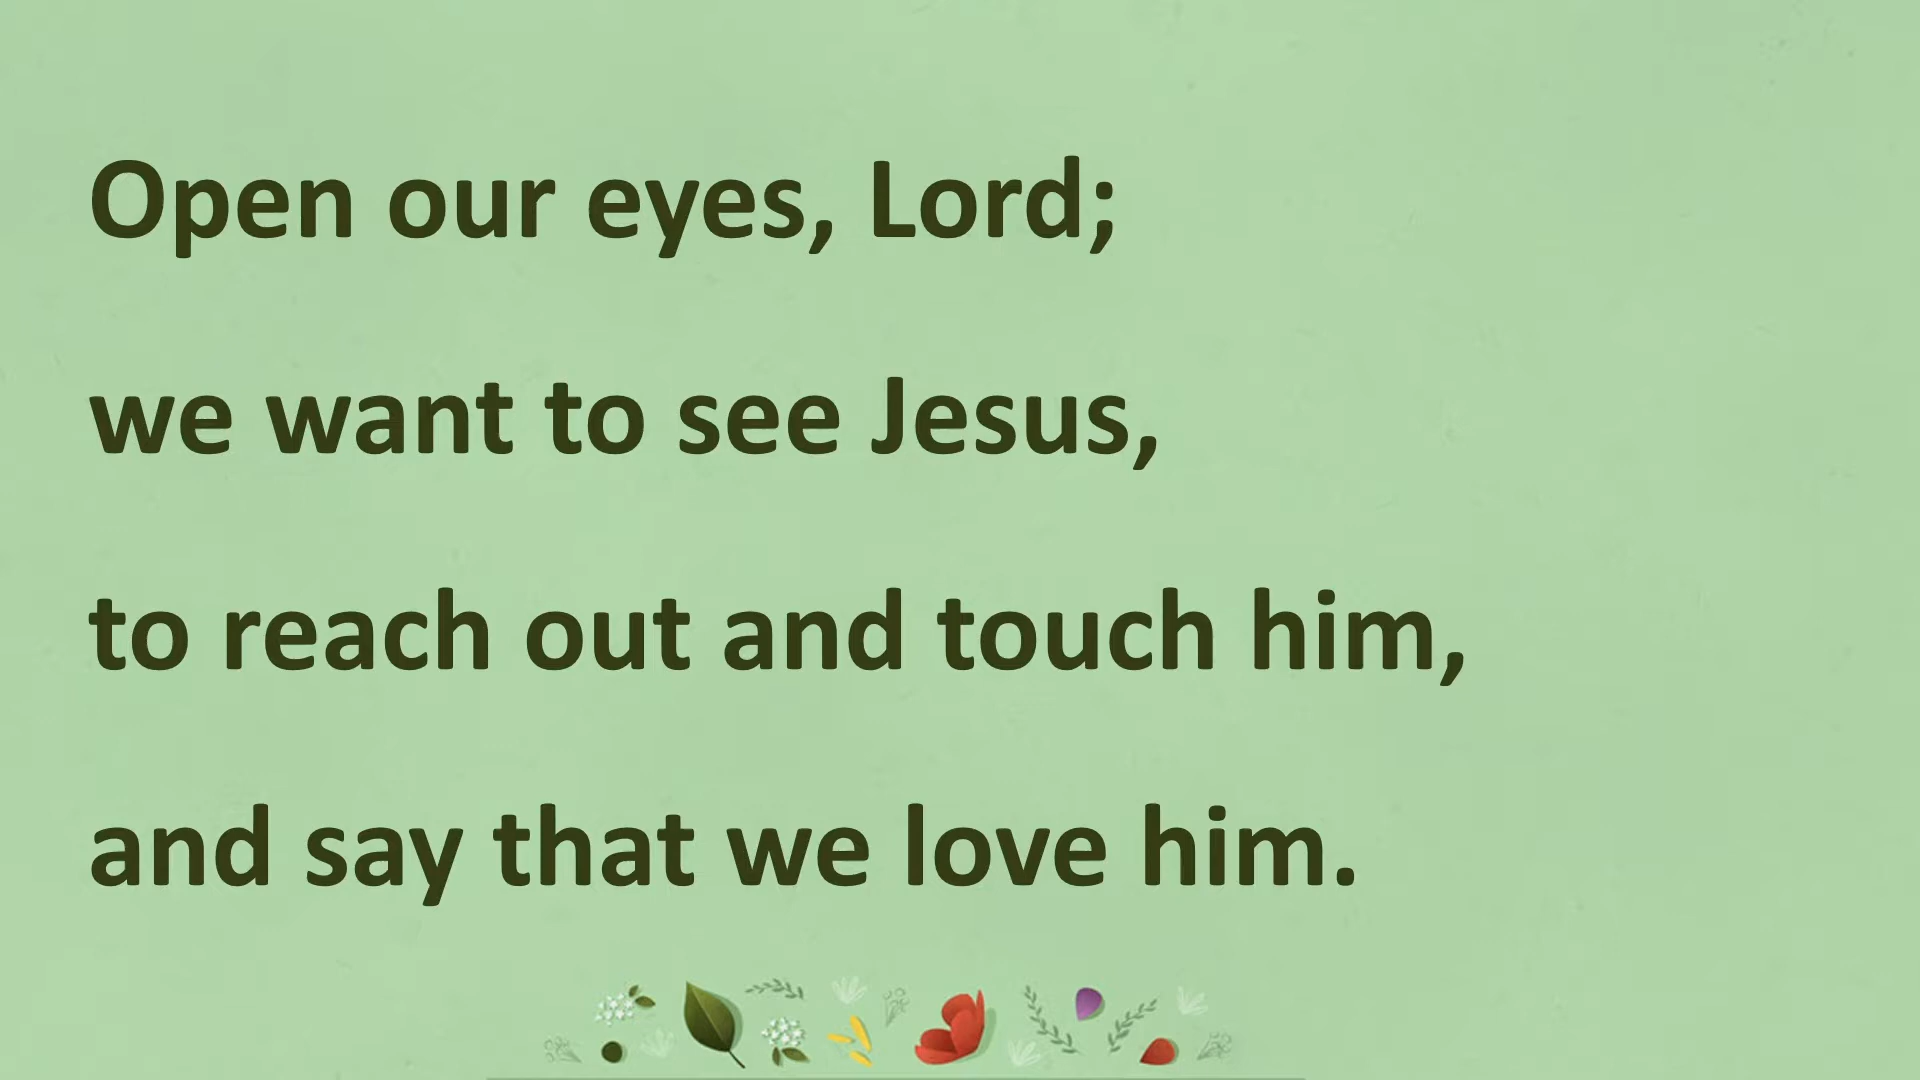 Open our eyes, Lord;
we want to see Jesus,
to reach out and touch him,
and say that we love him.